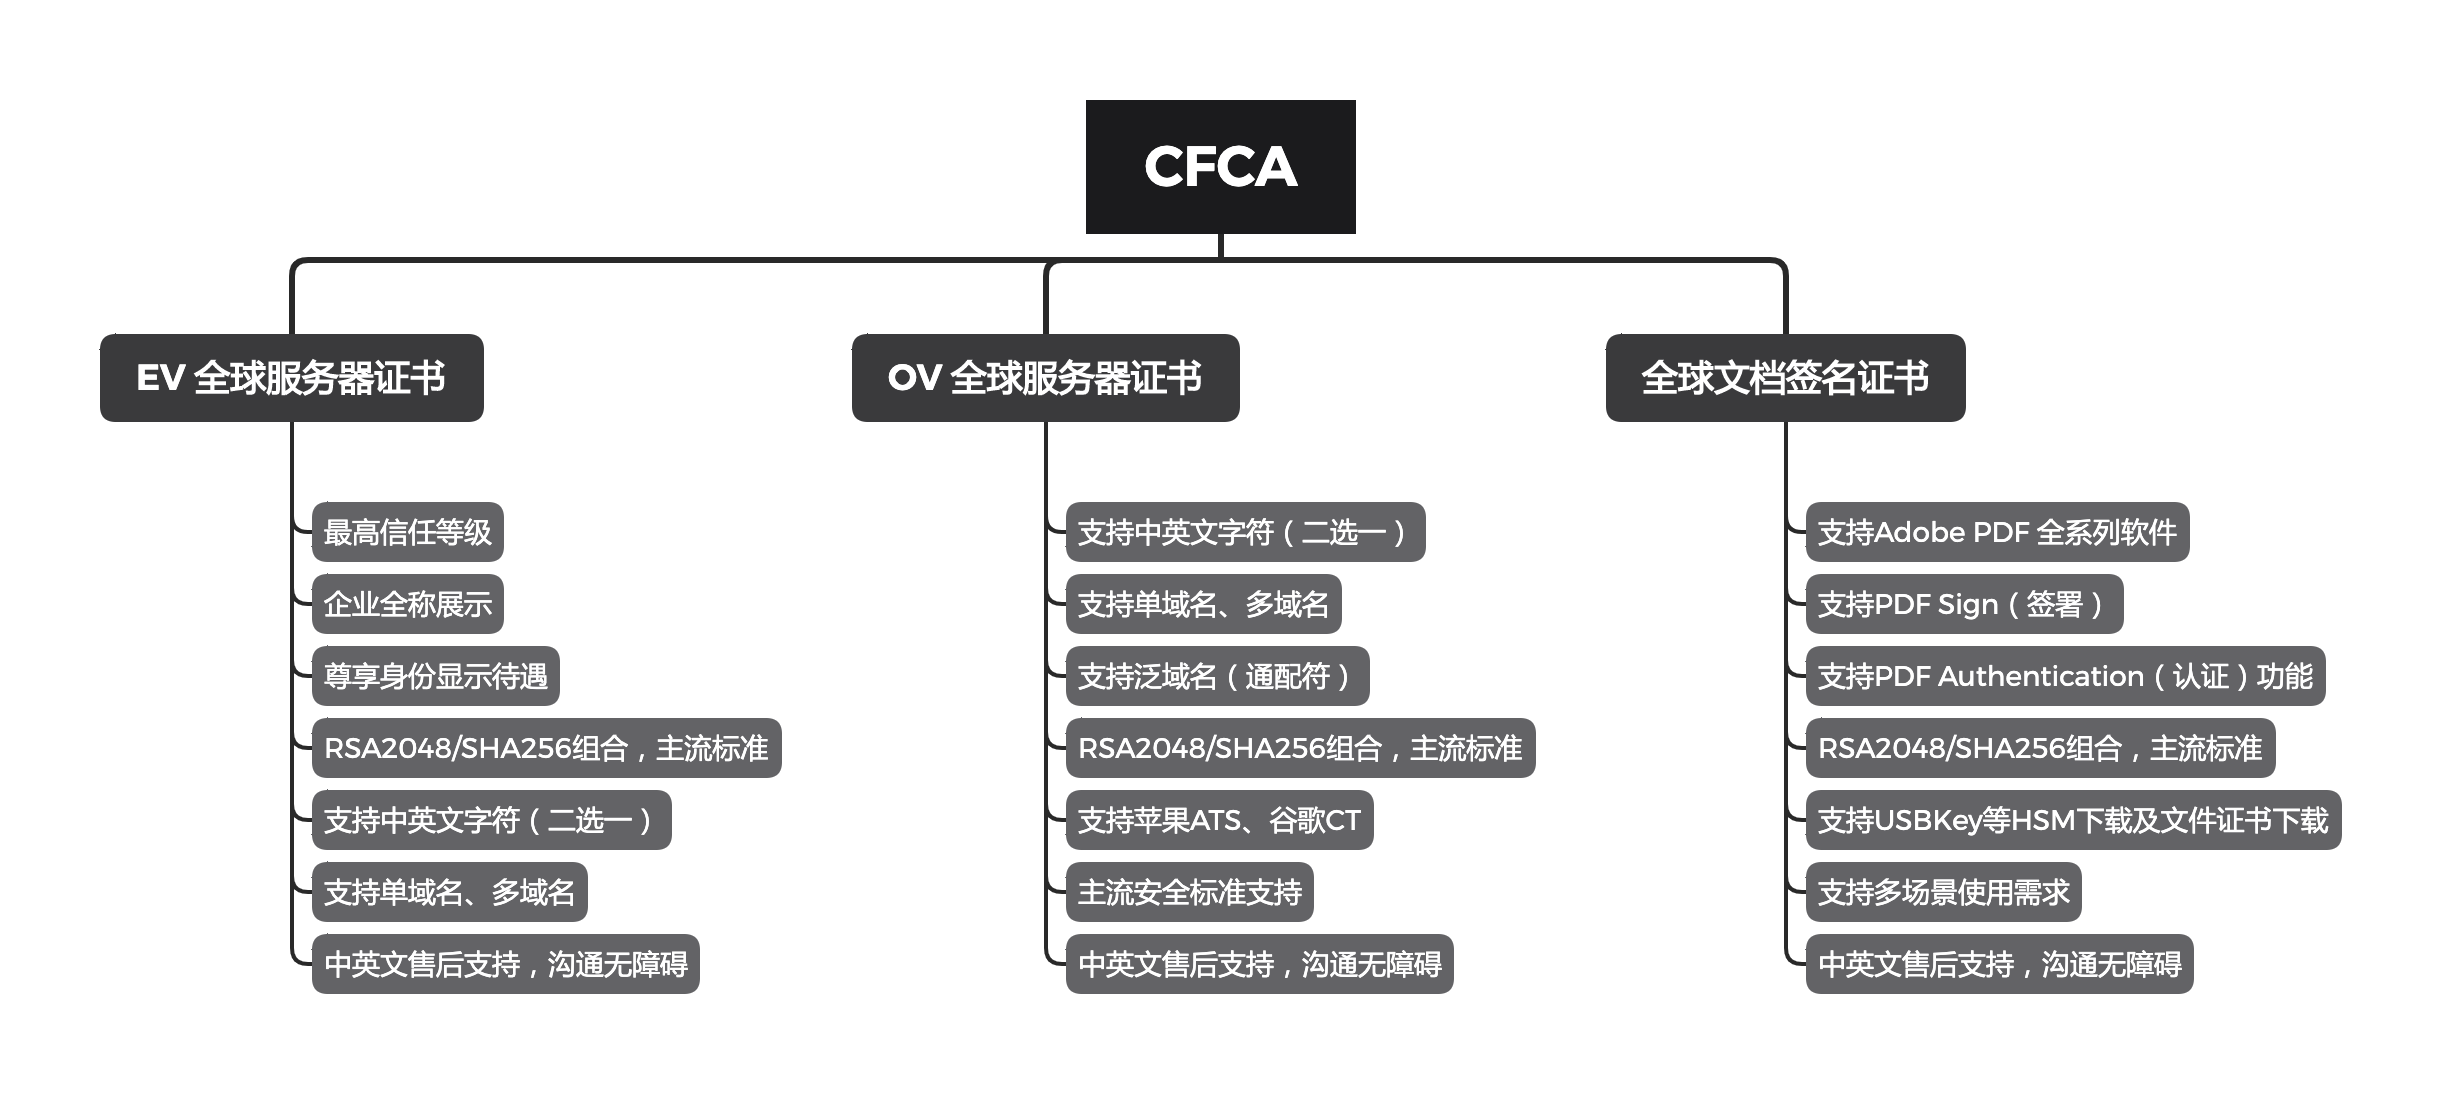 CFCA
EV 全球服务器证书
最高信任等级
企业全称展示
尊享身份显示待遇
RSA2048/SHA256组合，主流标准
支持中英文字符（二选一）
支持单域名、多域名
中英文售后支持，沟通无障碍
OV 全球服务器证书
支持中英文字符（二选一）
支持单域名、多域名
支持泛域名（通配符）
RSA2048/SHA256组合，主流标准
支持苹果ATS、谷歌CT
主流安全标准支持
中英文售后支持，沟通无障碍
全球文档签名证书
支持Adobe PDF 全系列软件
支持PDF Sign（签署）
支持PDF Authentication（认证）功能
RSA2048/SHA256组合，主流标准
支持USBKey等HSM下载及文件证书下载
支持多场景使用需求
中英文售后支持，沟通无障碍